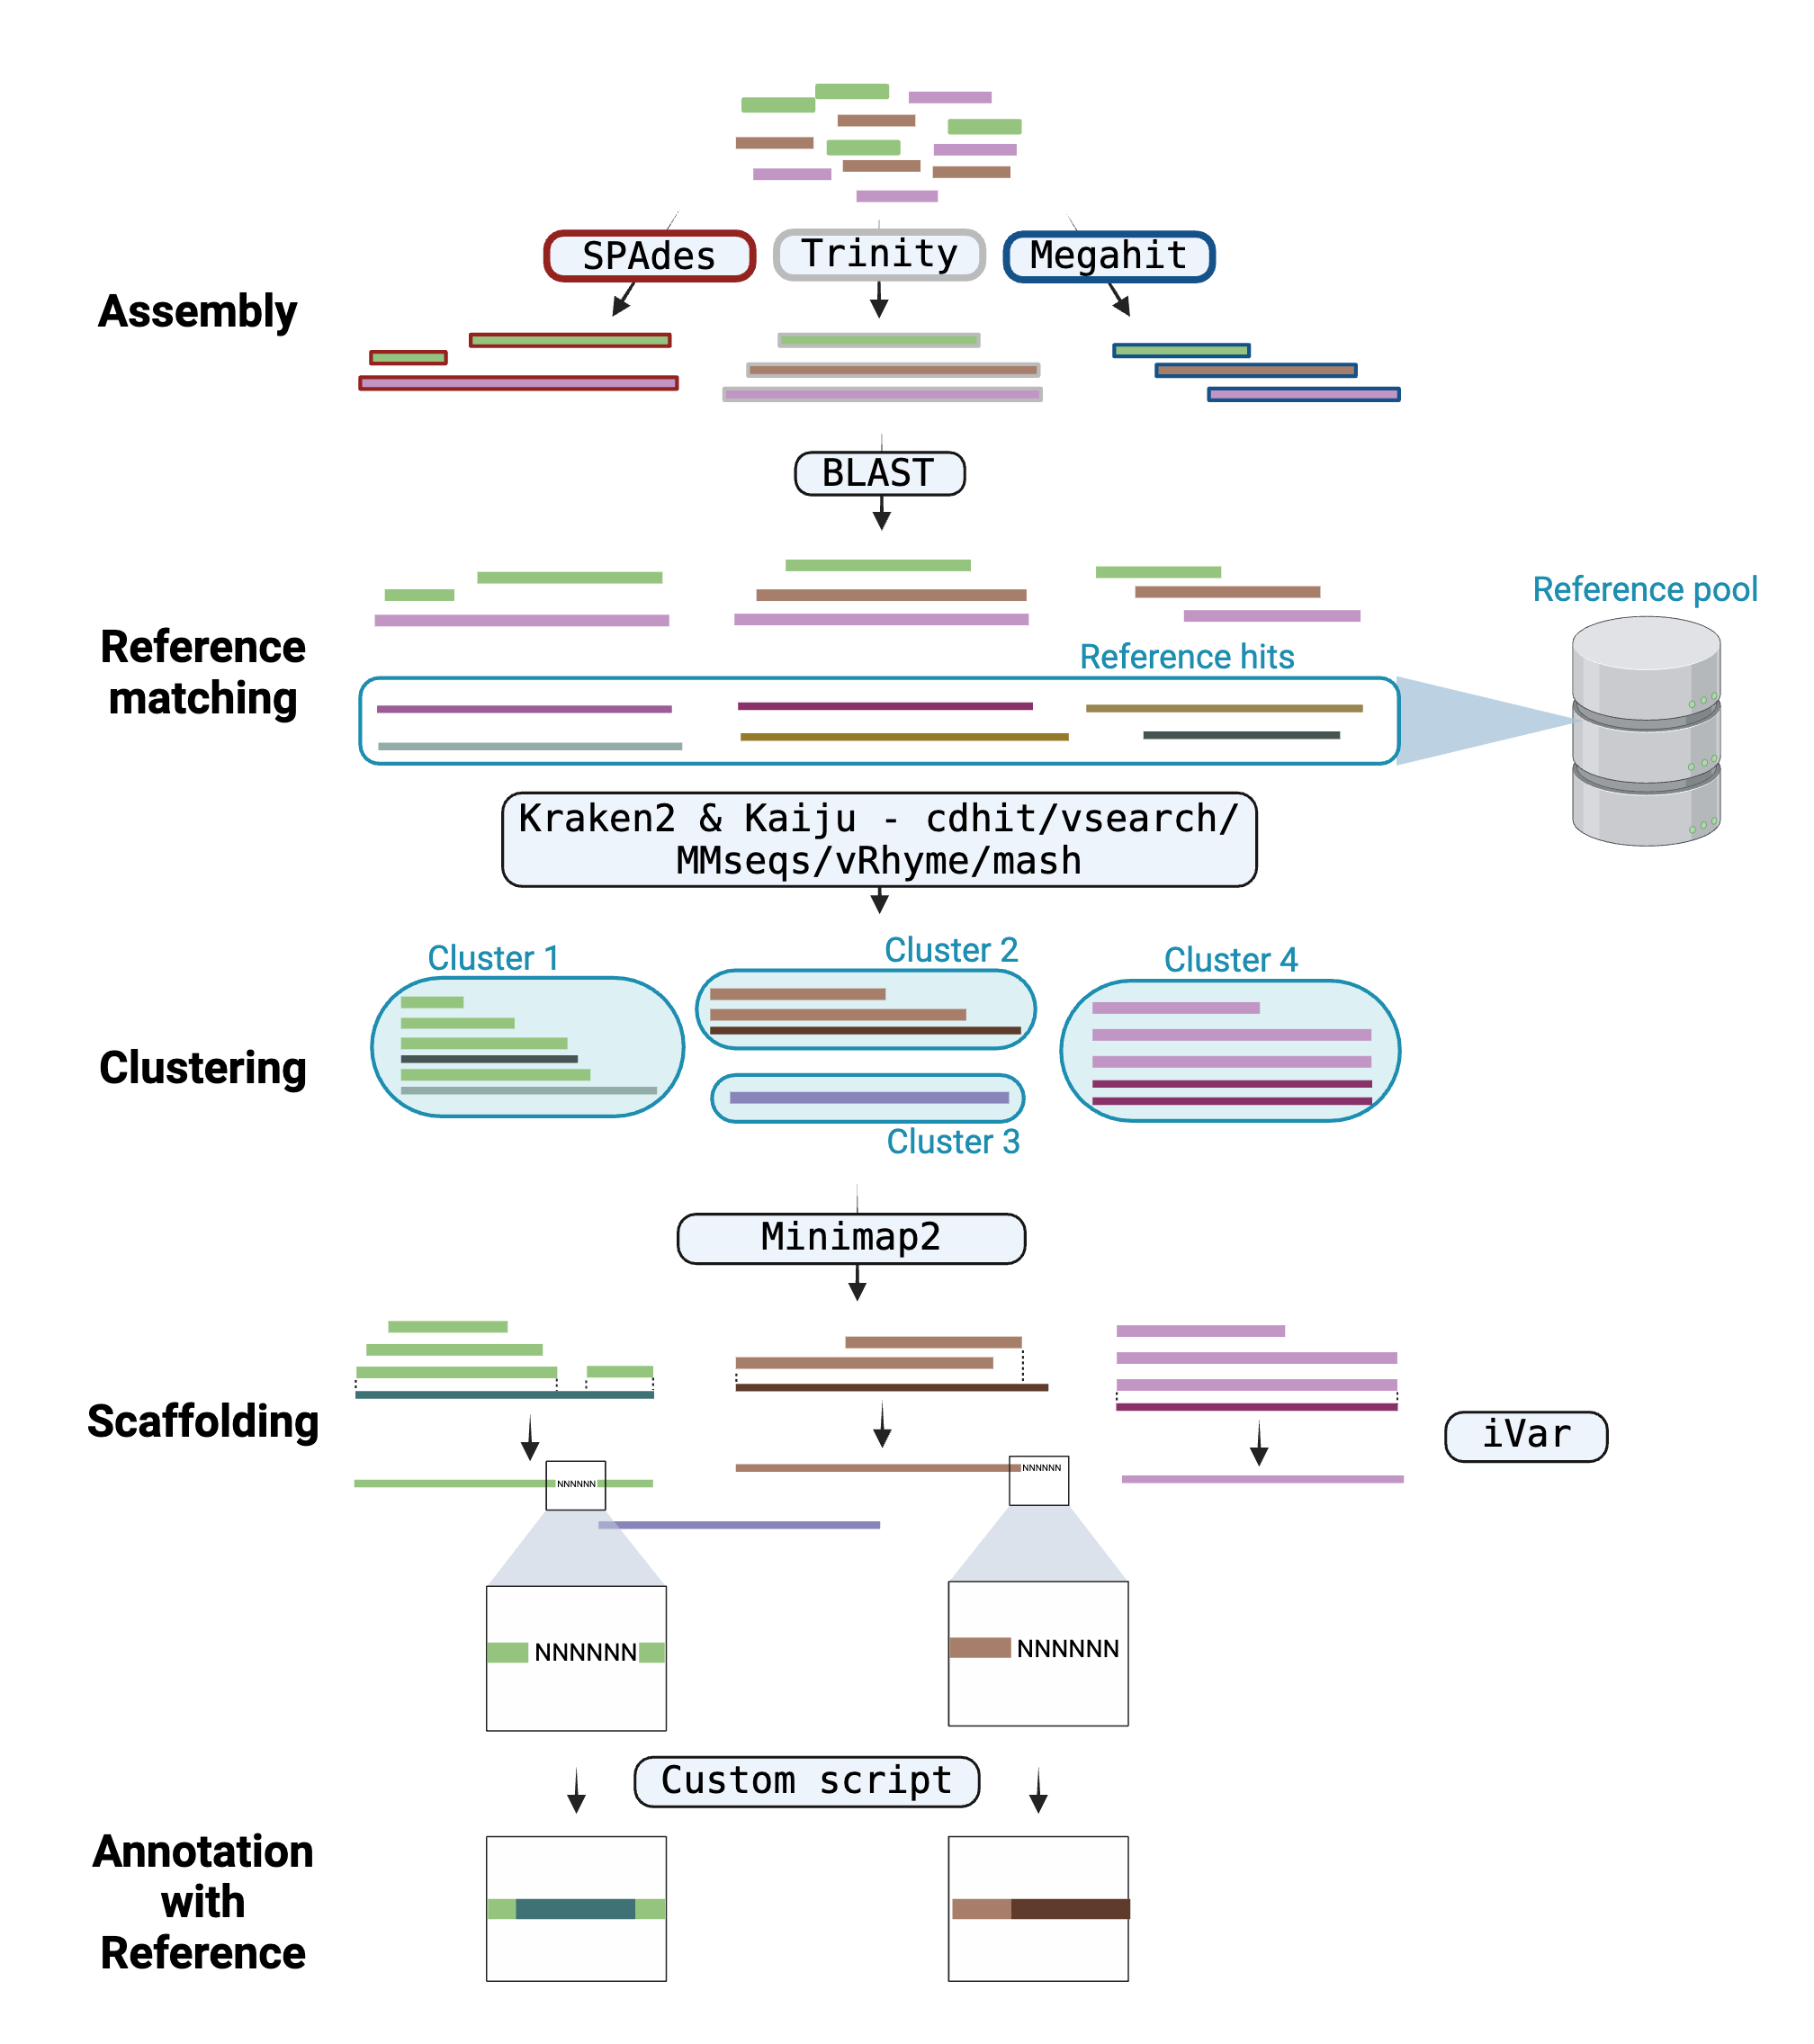 SPAdes
Trinity
Megahit
Assembly
BLAST
Reference
matching
Reference pool
Reference hits
Kraken2 & Kaiju - cdhit/vsearch/
MMseqs/vRhyme/mash
Cluster 1
Cluster 2
Cluster 4
Clustering
Cluster 3
Minimap2
Scaffolding
iVar
NNNNNN
NNNNNN
NNNNNN
NNNNNN
Custom script
Annotation
with
Reference